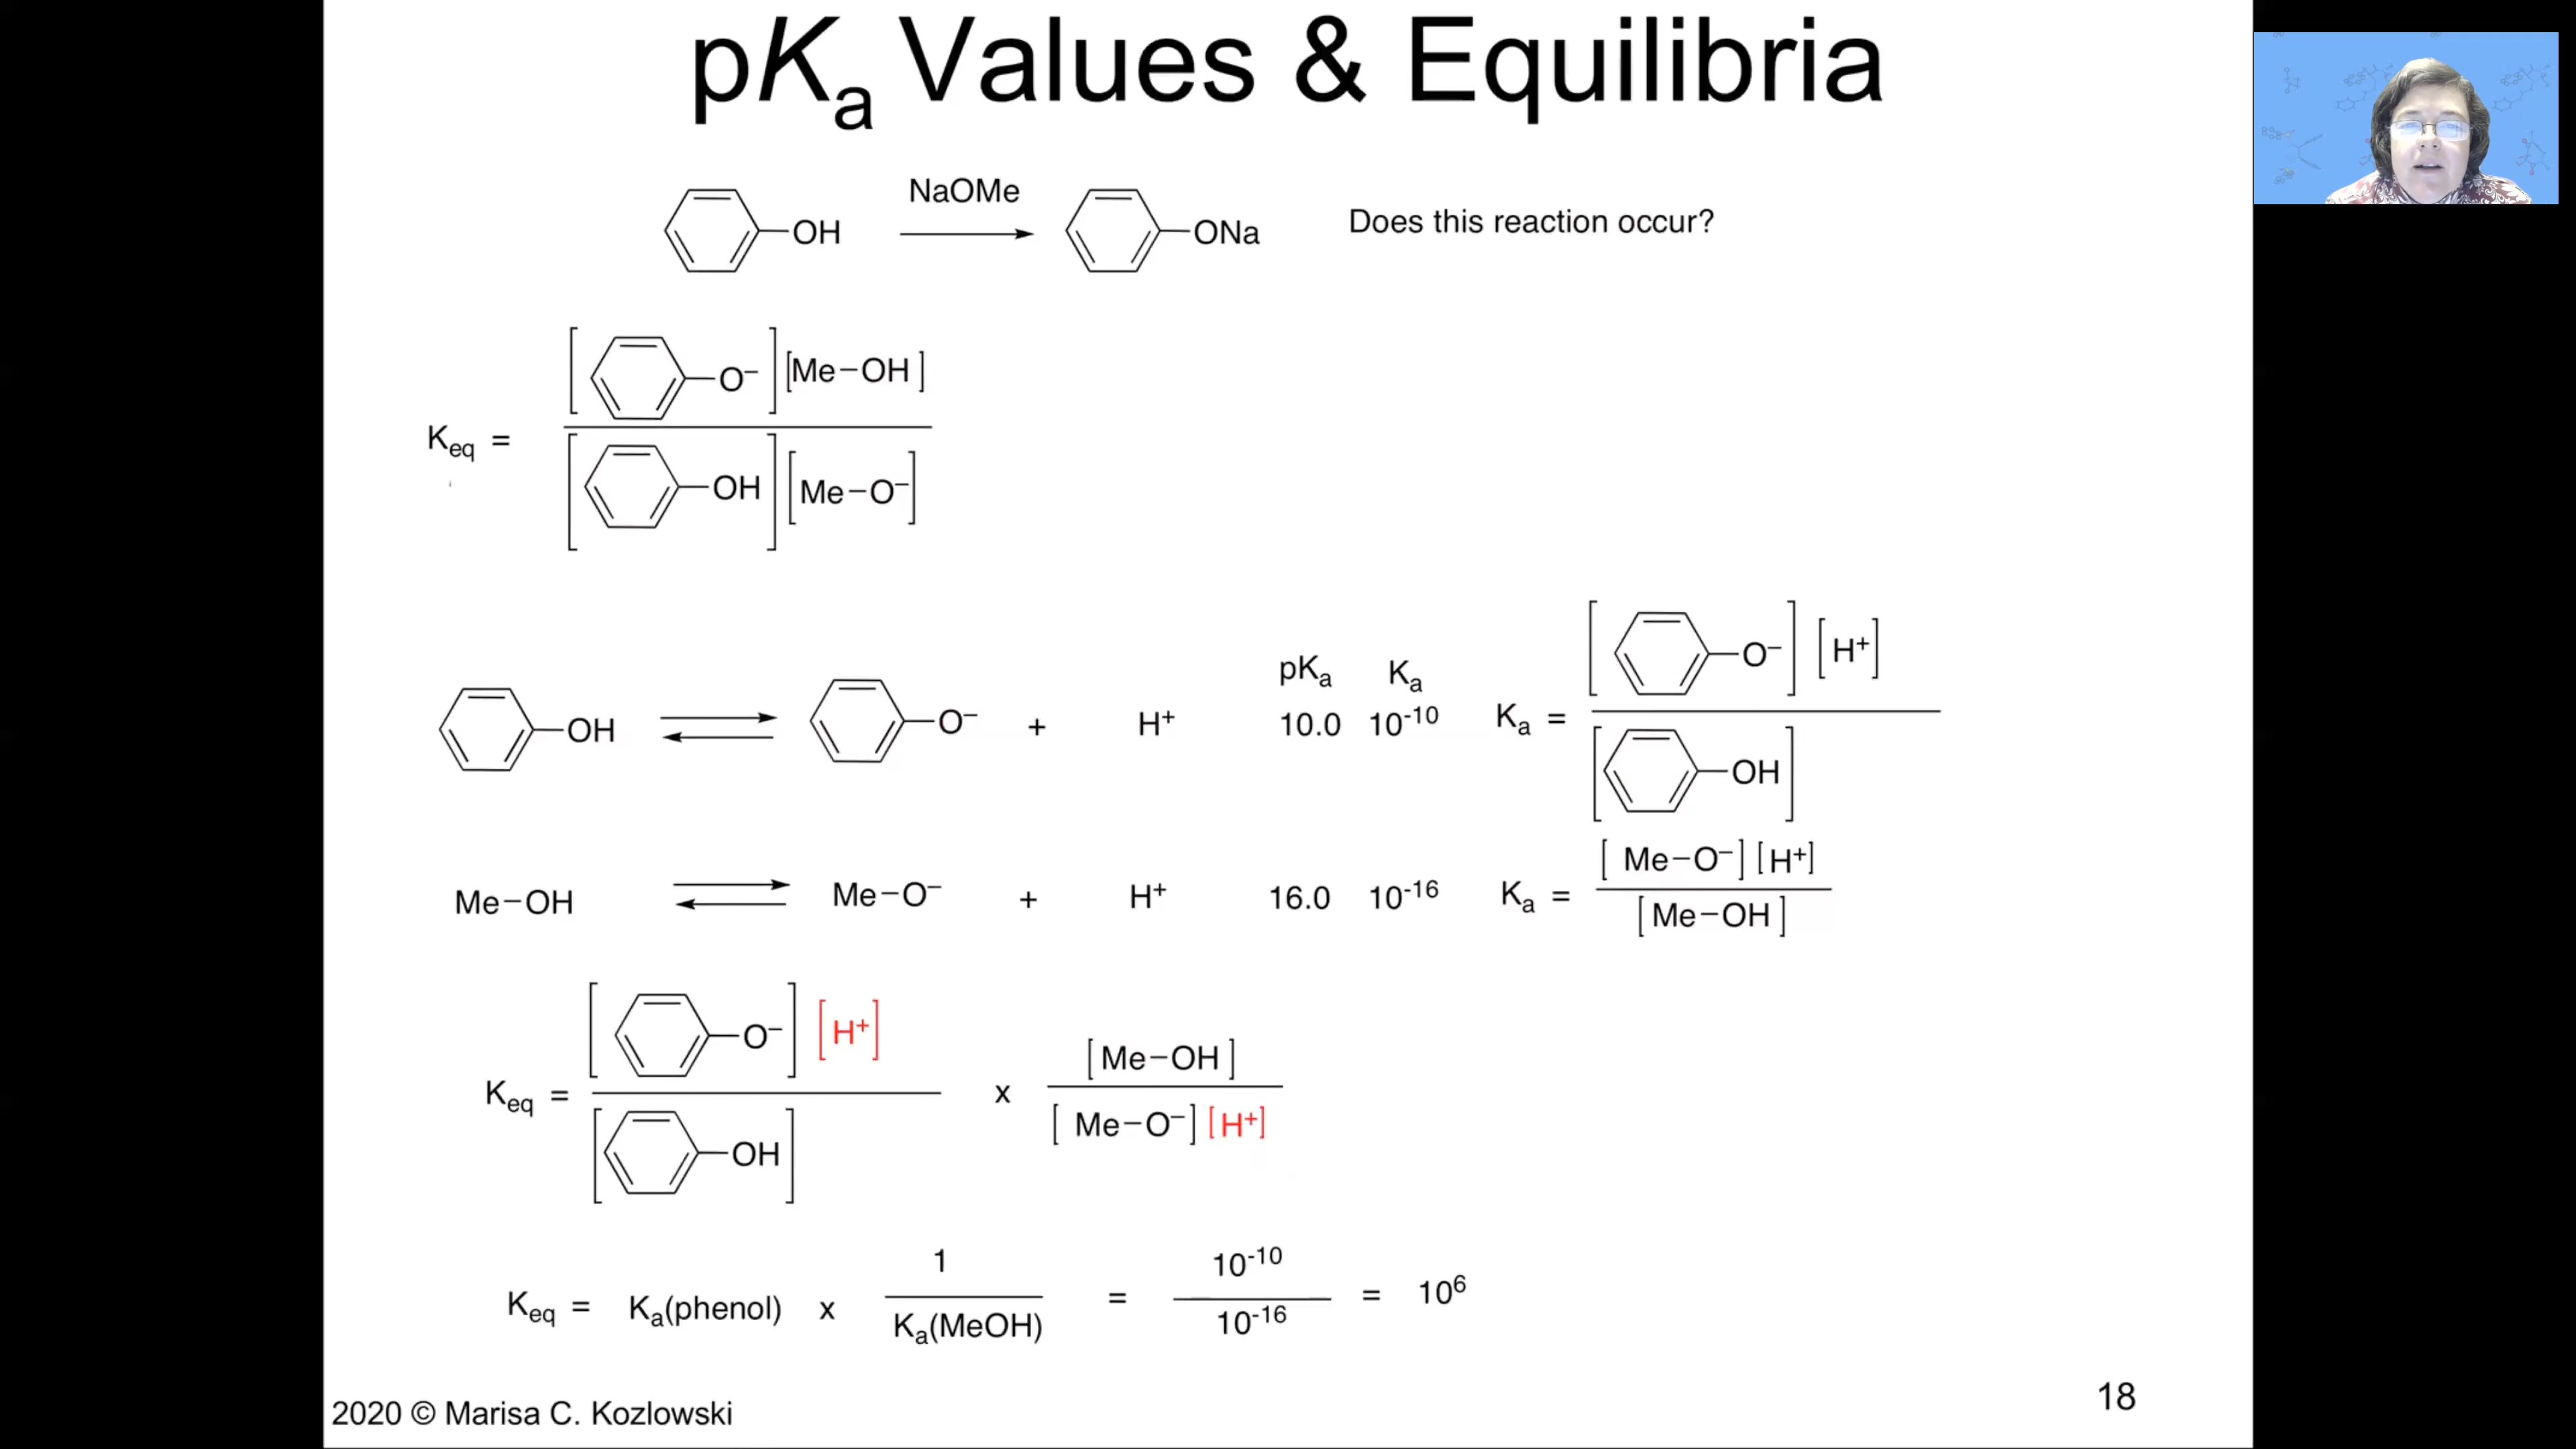 pKa Values & Equilibria
NaOMe
OH
ONa
Does this reaction occur?
Keq = [ O– ] [Me–OH]
[ OH ] [Me–O–]
pKa Ka
OH O– + H+ 10.0 10-10 Ka = [ O– ] [H+]
[ OH ]
Me–OH Me–O– + H+ 16.0 10-16 Ka = [ Me–O– ] [H+]
[ Me–OH ]
Keq = [ O– ] [H+] x [ Me–OH ]
[ OH ] [ Me–O– ] [H+]
Keq = Ka(phenol) x 1 = 10-10 = 106
Ka(MeOH) 10-16
2020 © Marisa C. Kozlowski
18